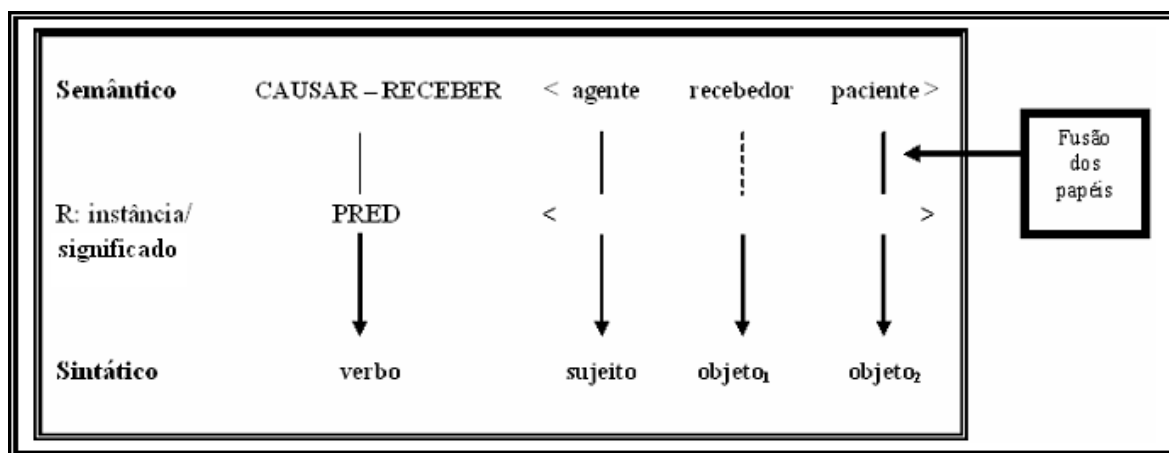 Semântico CAUSAR – RECEBER < agente recebedor paciente >
Fusão
dos
papéis
R: instância/ PRED < >
significado
Sintático verbo sujeito objeto₁ objeto₂